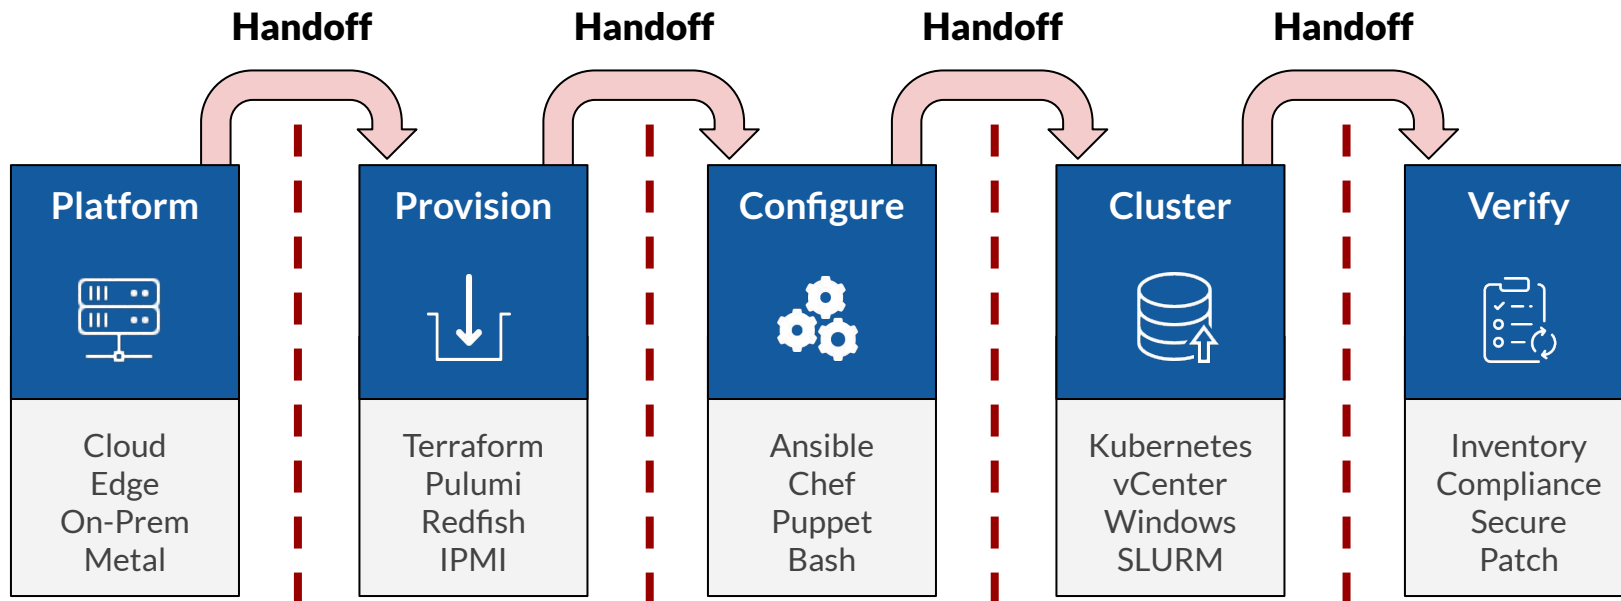 Handoff
Handoff
Handoff
Handoff
Platform
Cloud
Edge
On-Prem
Metal
Provision
Terraform
Pulumi
Redfish
IPMI
Configure
Ansible
Chef
Puppet
Bash
Cluster
Kubernetes
vCenter
Windows
SLURM
Verify
Inventory
Compliance
Secure
Patch